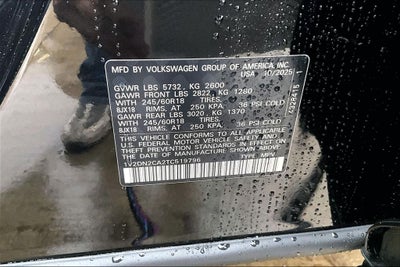 MFD BY VOLKSWAGEN GROUP OF AMERICA, INC.
USA 10/2025
GVWR LBS 5732, KG 2600
GAWR FRONT LBS 2822, KG 1280
WITH 245/60R18 TIRES,
8JX18 RIMS, AT 250 KPA, 36 PSI COLD
GAWR REAR LBS 3020, KG 1370
WITH 245/60R18 TIRES,
8JX18 RIMS, AT 250 KPA, 36 PSI COLD
THIS VEHICLE CONFORMS TO ALL APPLICABLE
U.S. FEDERAL MOTOR VEHICLE SAFETY AND
THEFT PREVENTION STANDARDS IN EFFECT ON
THE DATE OF MANUFACTURE SHOWN ABOVE.
1V2DN2CA2TC519796 TYPE: MPV